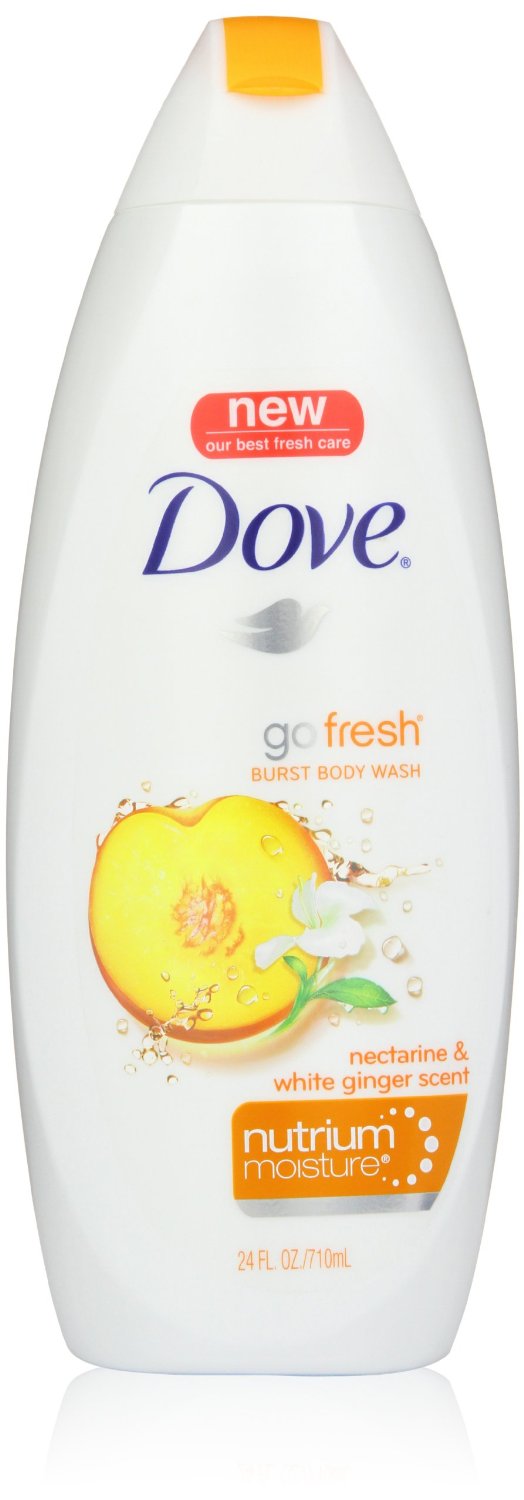 new
our best fresh care
Dove®
go fresh®
BURST BODY WASH
nectarine &
white ginger scent
nutrium
moisture®
24 FL. OZ./710mL